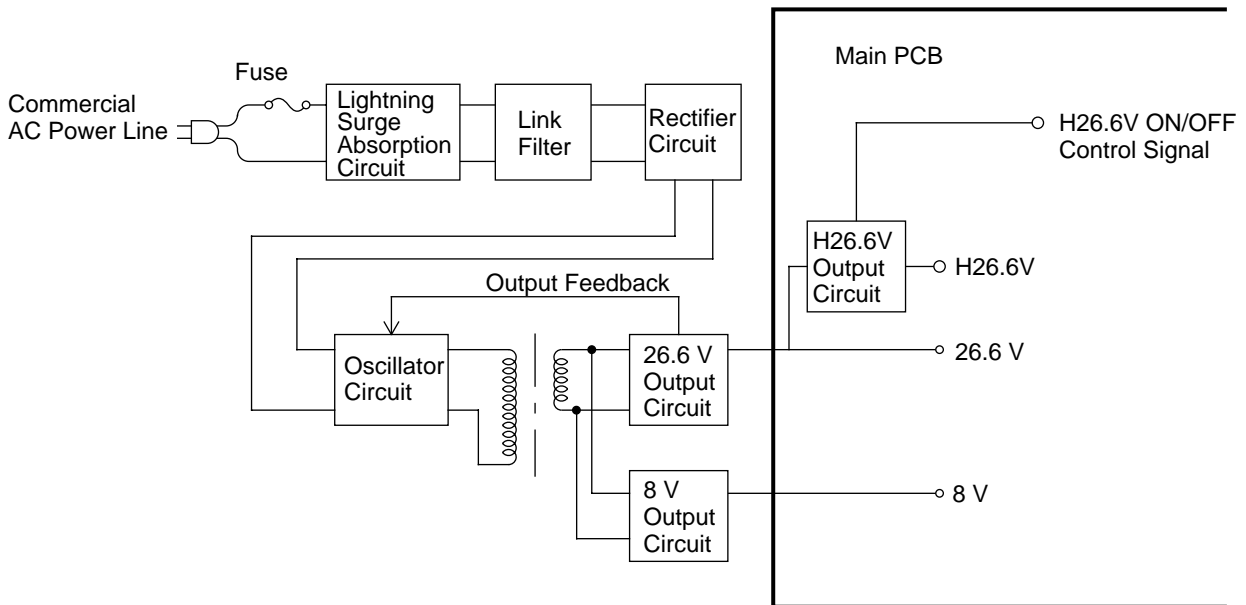 Main PCB
Fuse
Commercial
AC Power Line
Lightning
Surge
Absorption
Circuit
Link
Filter
Rectifier
Circuit
H26.6V ON/OFF
Control Signal
H26.6V
Output
Circuit
H26.6V
Output Feedback
Oscillator
Circuit
26.6 V
Output
Circuit
26.6 V
8 V
Output
Circuit
8 V